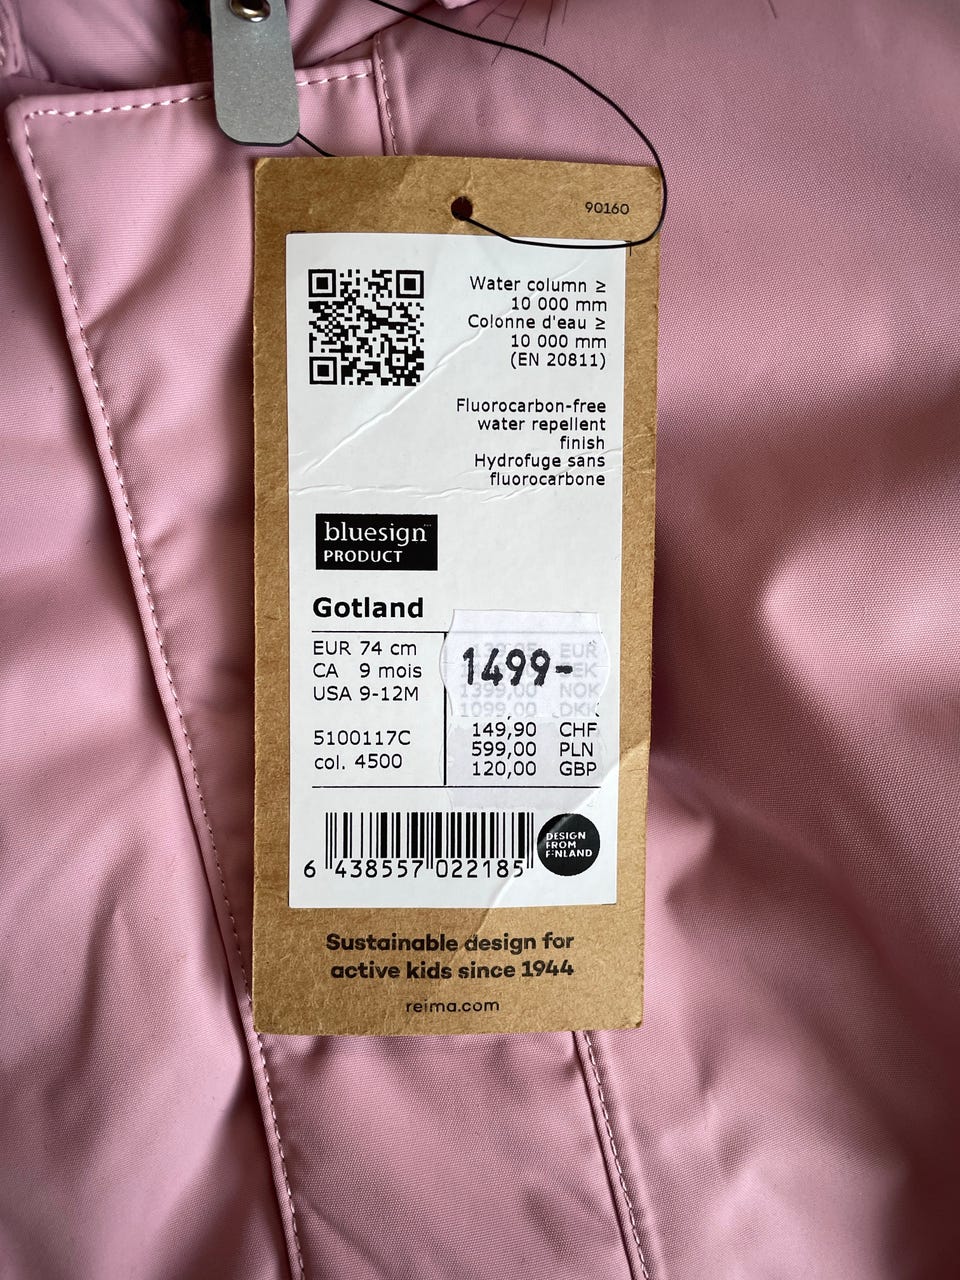 90160
Water column ≥
10 000 mm
Colonne d'eau ≥
10 000 mm
(EN 20811)
Fluorocarbon-free
water repellent
finish
Hydrofuge sans
fluorocarbone
bluesign
PRODUCT
Gotland
EUR 74 cm
CA 9 mois
USA 9-12M
5100117C
col. 4500
EUR
1499-
1399,00 NOK
1099,00 DKK
149,90 CHF
599,00 PLN
120,00 GBP
6 438557 022185
DESIGN
FROM
FINLAND
Sustainable design for
active kids since 1944
reima.com